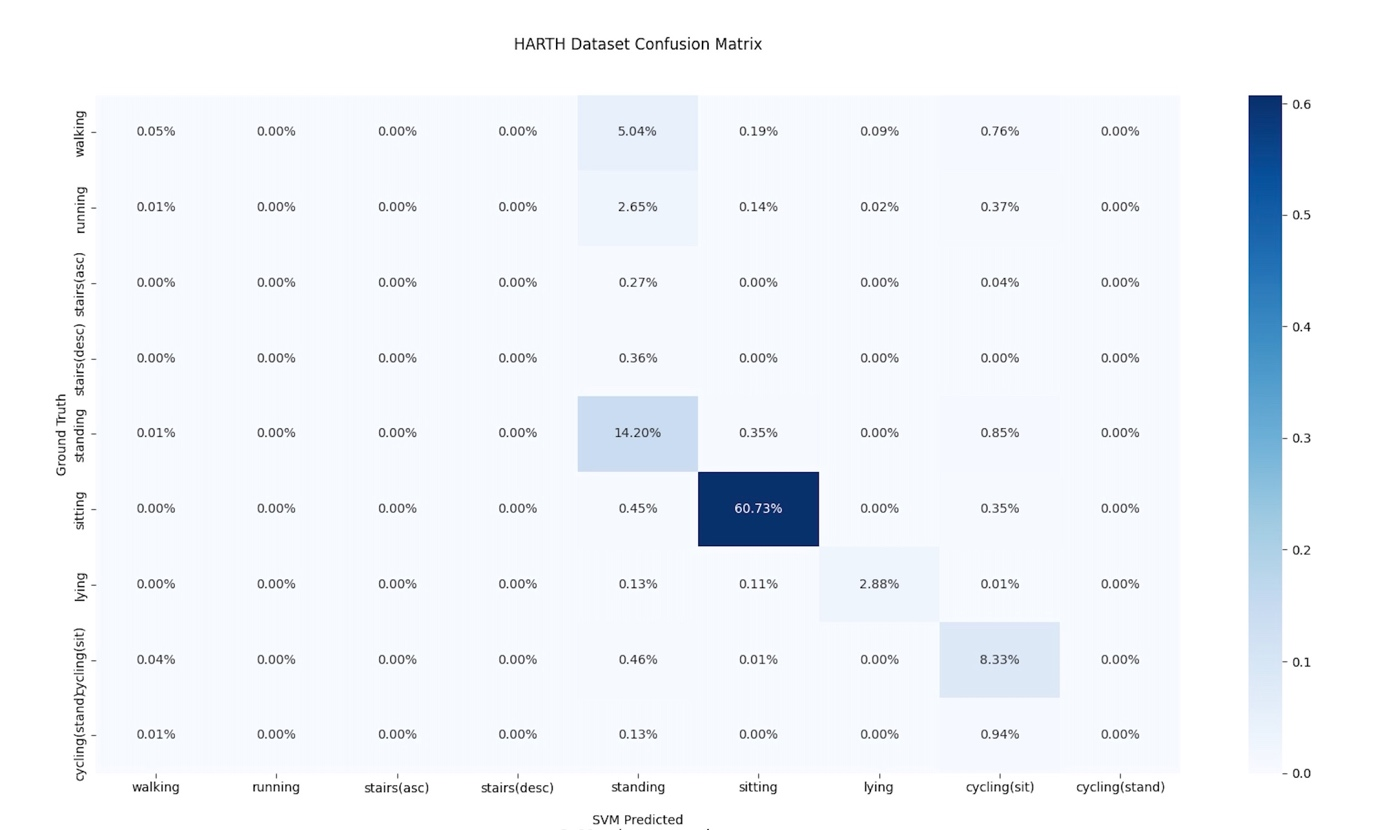 HARTH Dataset Confusion Matrix
walking 0.05% 0.00% 0.00% 0.00% 5.04% 0.19% 0.09% 0.76% 0.00%
running 0.01% 0.00% 0.00% 0.00% 2.65% 0.14% 0.02% 0.37% 0.00%
stairs(asc) 0.00% 0.00% 0.00% 0.00% 0.27% 0.00% 0.00% 0.04% 0.00%
stairs(desc) 0.00% 0.00% 0.00% 0.00% 0.36% 0.00% 0.00% 0.00% 0.00%
standing 0.01% 0.00% 0.00% 0.00% 14.20% 0.35% 0.00% 0.85% 0.00%
sitting 0.00% 0.00% 0.00% 0.00% 0.45% 60.73% 0.00% 0.35% 0.00%
lying 0.00% 0.00% 0.00% 0.00% 0.13% 0.11% 2.88% 0.01% 0.00%
cycling(sit) 0.04% 0.00% 0.00% 0.00% 0.46% 0.01% 0.00% 8.33% 0.00%
cycling(stand) 0.01% 0.00% 0.00% 0.00% 0.13% 0.00% 0.00% 0.94% 0.00%
walking running stairs(asc) stairs(desc) standing sitting lying cycling(sit) cycling(stand)
Ground Truth
SVM Predicted
0.6
0.5
0.4
0.3
0.2
0.1
0.0